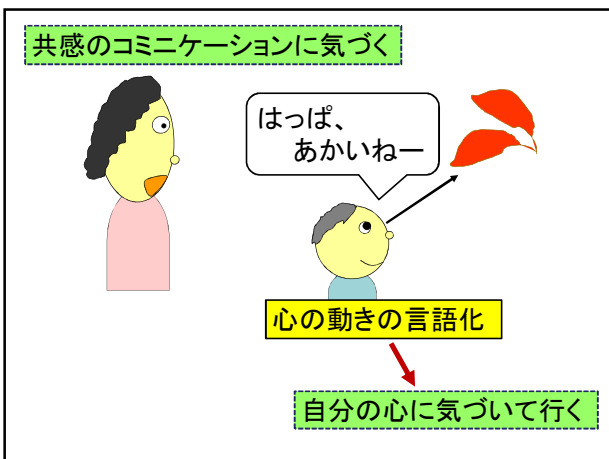 共感のコミニケーションに気づく
はっぱ、
あかいねー
心の動きの言語化
自分の心に気づいて行く